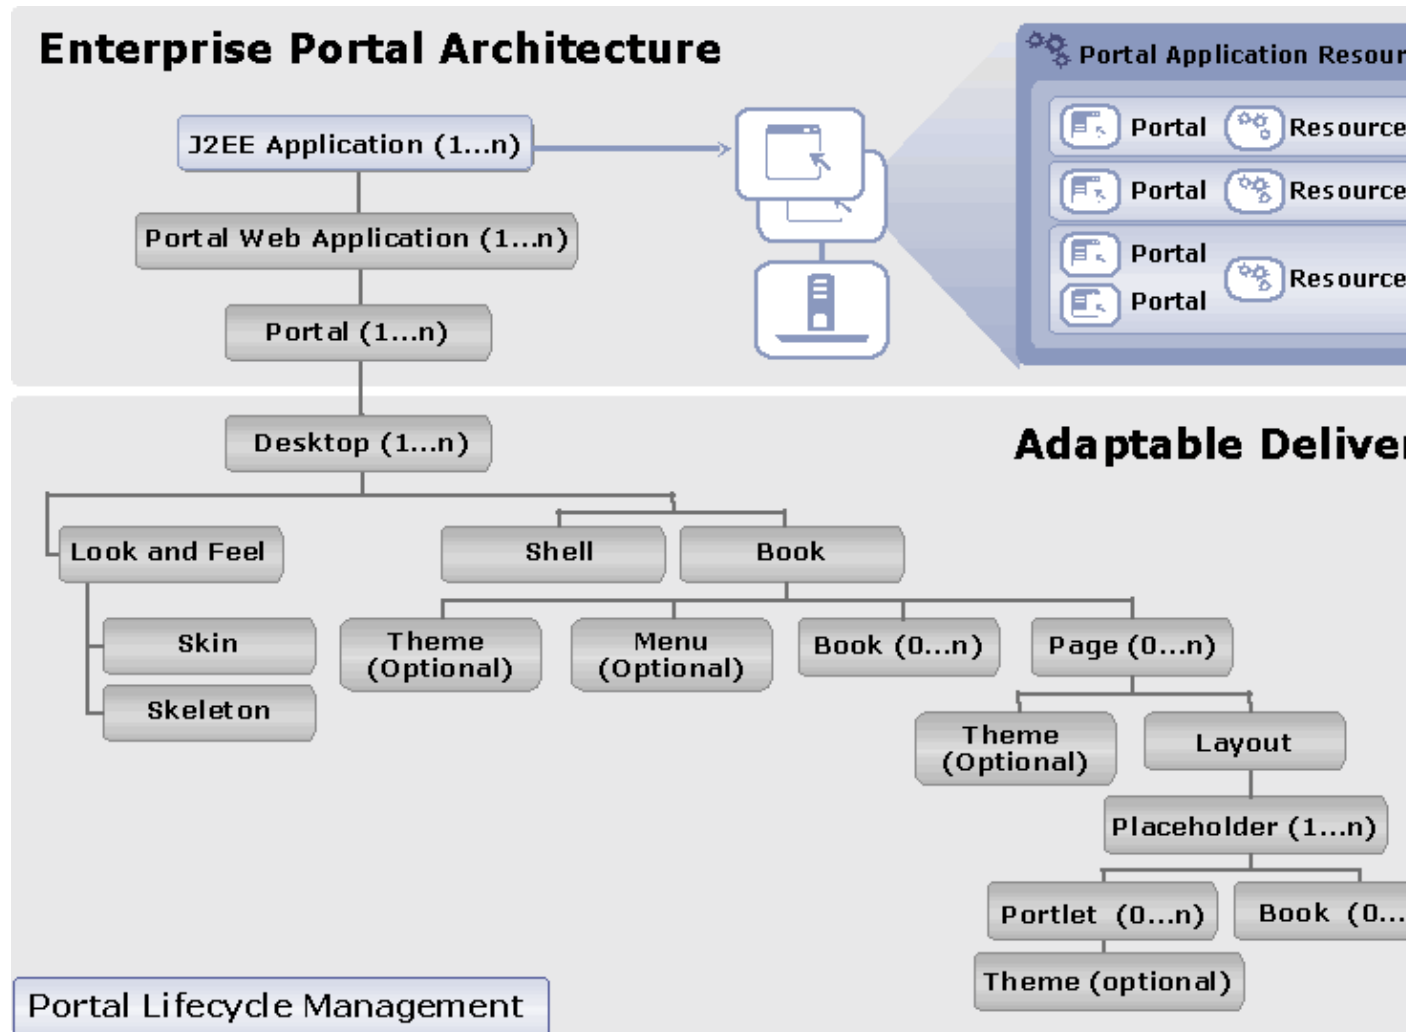 Enterprise Portal Architecture
Portal Application Resour
J2EE Application (1...n)
Portal Resource
Portal Resource
Portal Web Application (1...n)
Portal
Resource
Portal
Portal (1...n)
Desktop (1...n)
Adaptable Deliver
Look and Feel
Shell
Book
Skin
Theme
(Optional)
Menu
(Optional)
Book (0...n)
Page (0...n)
Skeleton
Theme
(Optional)
Layout
Placeholder (1...n)
Portlet (0...n)
Book (0...
Theme (optional)
Portal Lifecycle Management